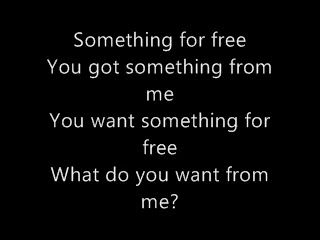 Something for free
You got something from
me
You want something for
free
What do you want from
me?